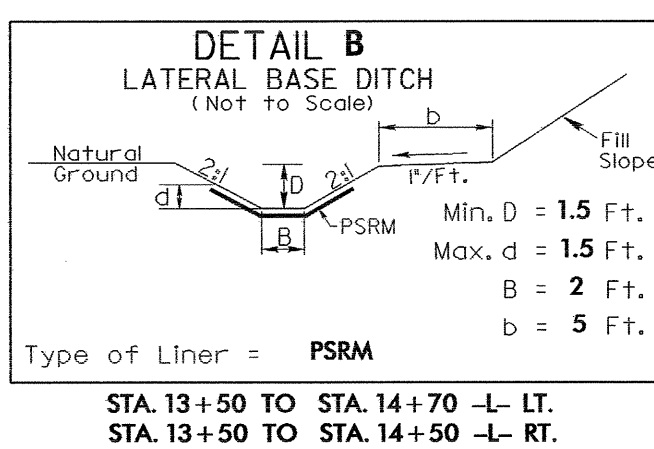 DETAIL B
LATERAL BASE DITCH
(Not to Scale)
b
Natural
Ground
2:1
D
2:1
1"/Ft.
Fill
Slope
d
B
PSRM
Min. D = 1.5 Ft.
Max. d = 1.5 Ft.
B = 2 Ft.
b = 5 Ft.
Type of Liner = PSRM
STA. 13+50 TO STA. 14+70 -L- LT.
STA. 13+50 TO STA. 14+50 -L- RT.